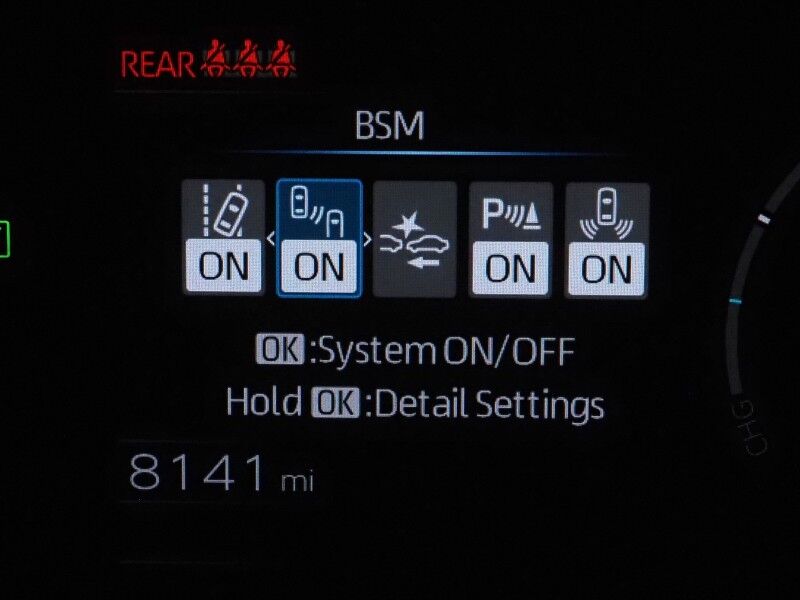 REAR
BSM
ON ON P ON ON
OK :System ON/OFF
Hold OK :Detail Settings
CHG
8141 mi